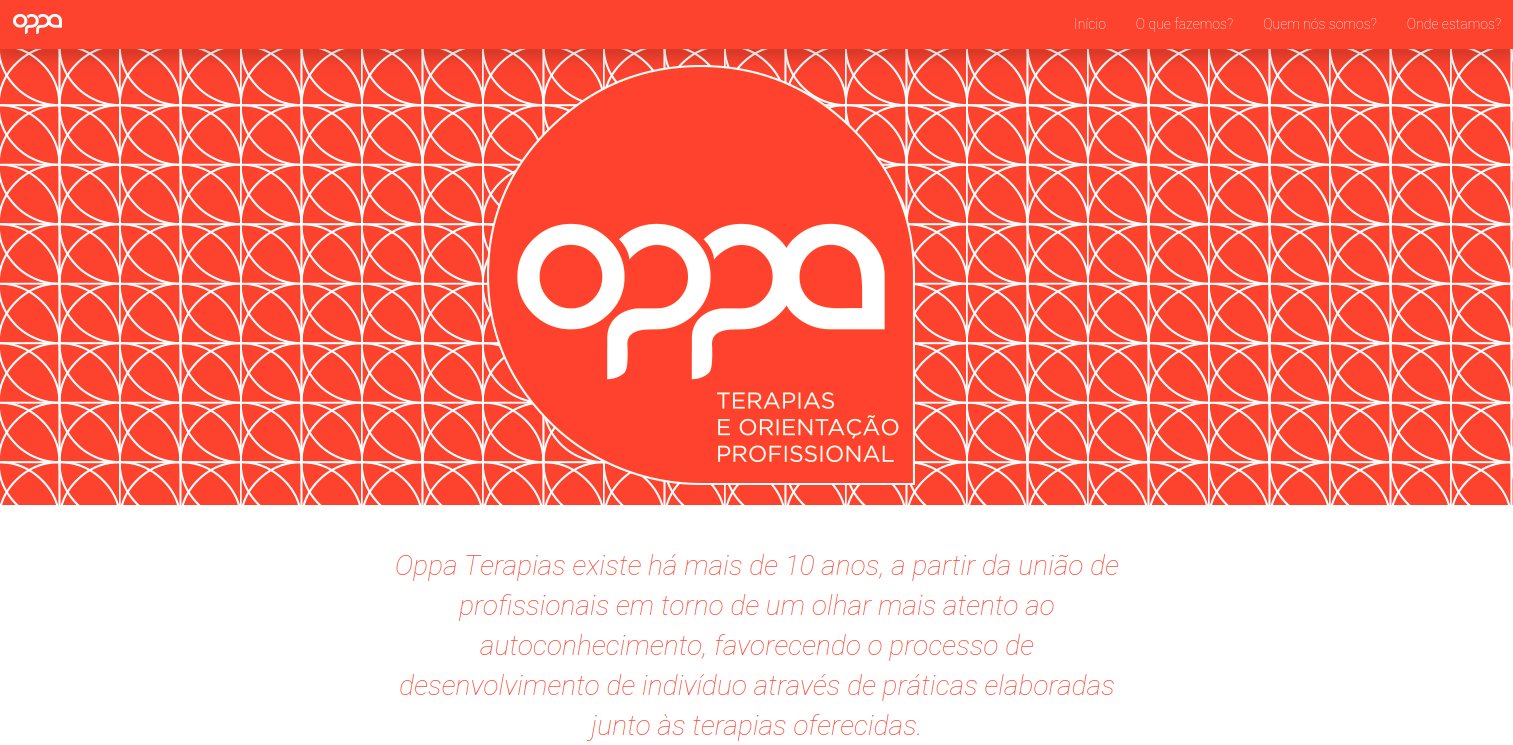 oppa
Início
O que fazemos?
Quem nós somos?
Onde estamos?
oppa
TERAPIAS
E ORIENTAÇÃO
PROFISSIONAL
Oppa Terapias existe há mais de 10 anos, a partir da união de
profissionais em torno de um olhar mais atento ao
autoconhecimento, favorecendo o processo de
desenvolvimento de indivíduo através de práticas elaboradas
junto às terapias oferecidas.